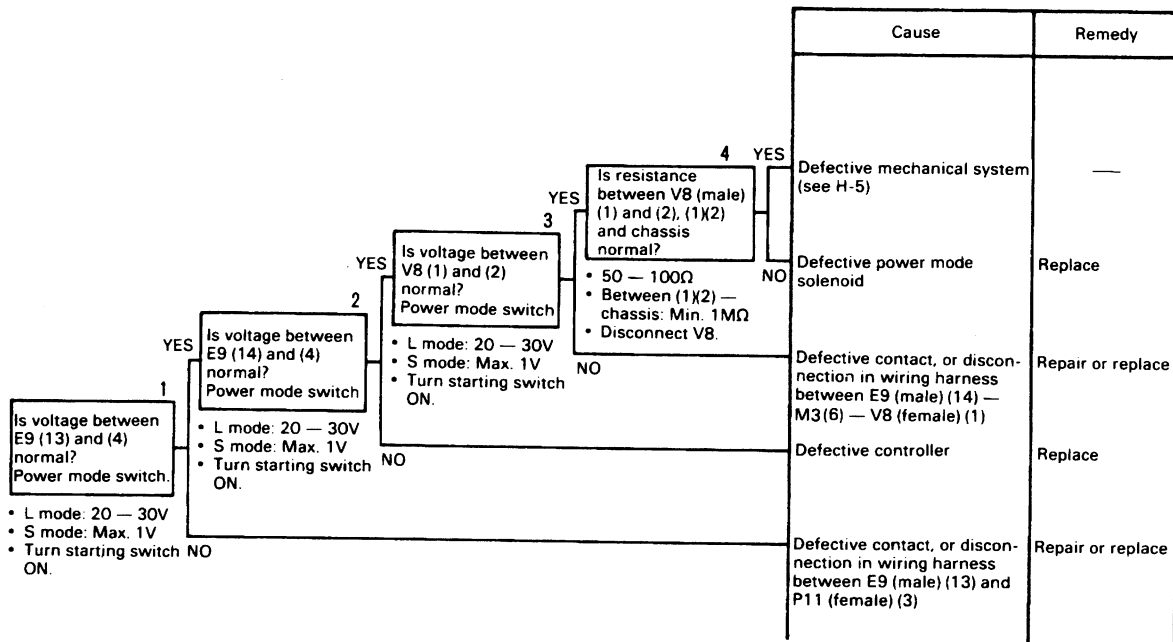 Cause
Remedy
4
YES
Is resistance
between V8 (male)
(1) and (2), (1)(2)
and chassis
normal?
Defective mechanical system
(see H-5)
—
YES
3
Is voltage between
V8 (1) and (2)
normal?
Power mode switch
• 50 — 100Ω
• Between (1)(2) —
chassis: Min. 1MΩ
• Disconnect V8.
NO
Defective power mode
solenoid
Replace
YES
2
Is voltage between
E9 (14) and (4)
normal?
Power mode switch
• L mode: 20 — 30V
• S mode: Max. 1V
• Turn starting switch
ON.
NO
Defective contact, or discon-
nection in wiring harness
between E9 (male) (14) —
M3(6) — V8 (female) (1)
Repair or replace
YES
1
Is voltage between
E9 (13) and (4)
normal?
Power mode switch.
• L mode: 20 — 30V
• S mode: Max. 1V
• Turn starting switch
ON.
NO
Defective controller
Replace
• L mode: 20 — 30V
• S mode: Max. 1V
• Turn starting switch
ON.
NO
Defective contact, or discon-
nection in wiring harness
between E9 (male) (13) and
P11 (female) (3)
Repair or replace